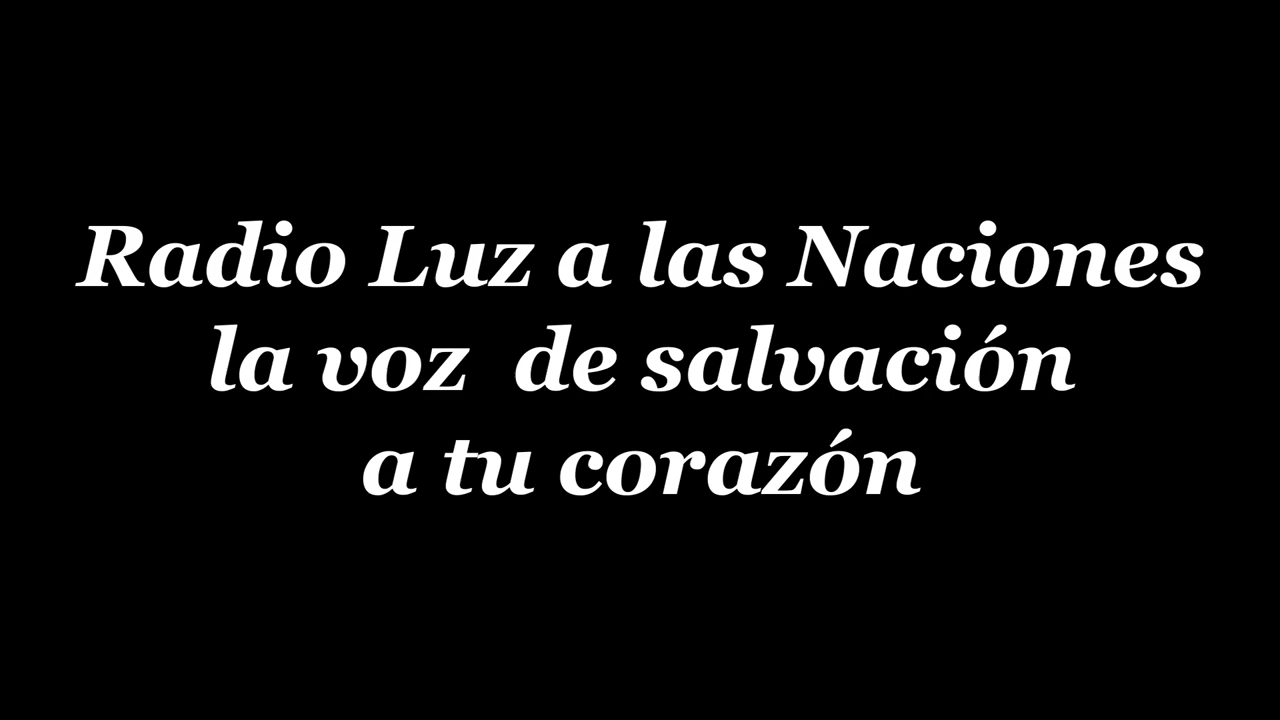 Radio Luz a las Naciones
la voz  de salvación
a tu corazón